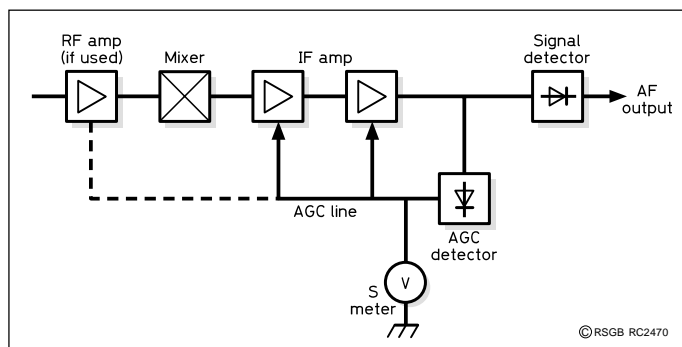 RF amp
(if used)
Mixer
IF amp
Signal
detector
AF
output
AGC line
AGC
detector
S
meter
V
© RSGB RC2470